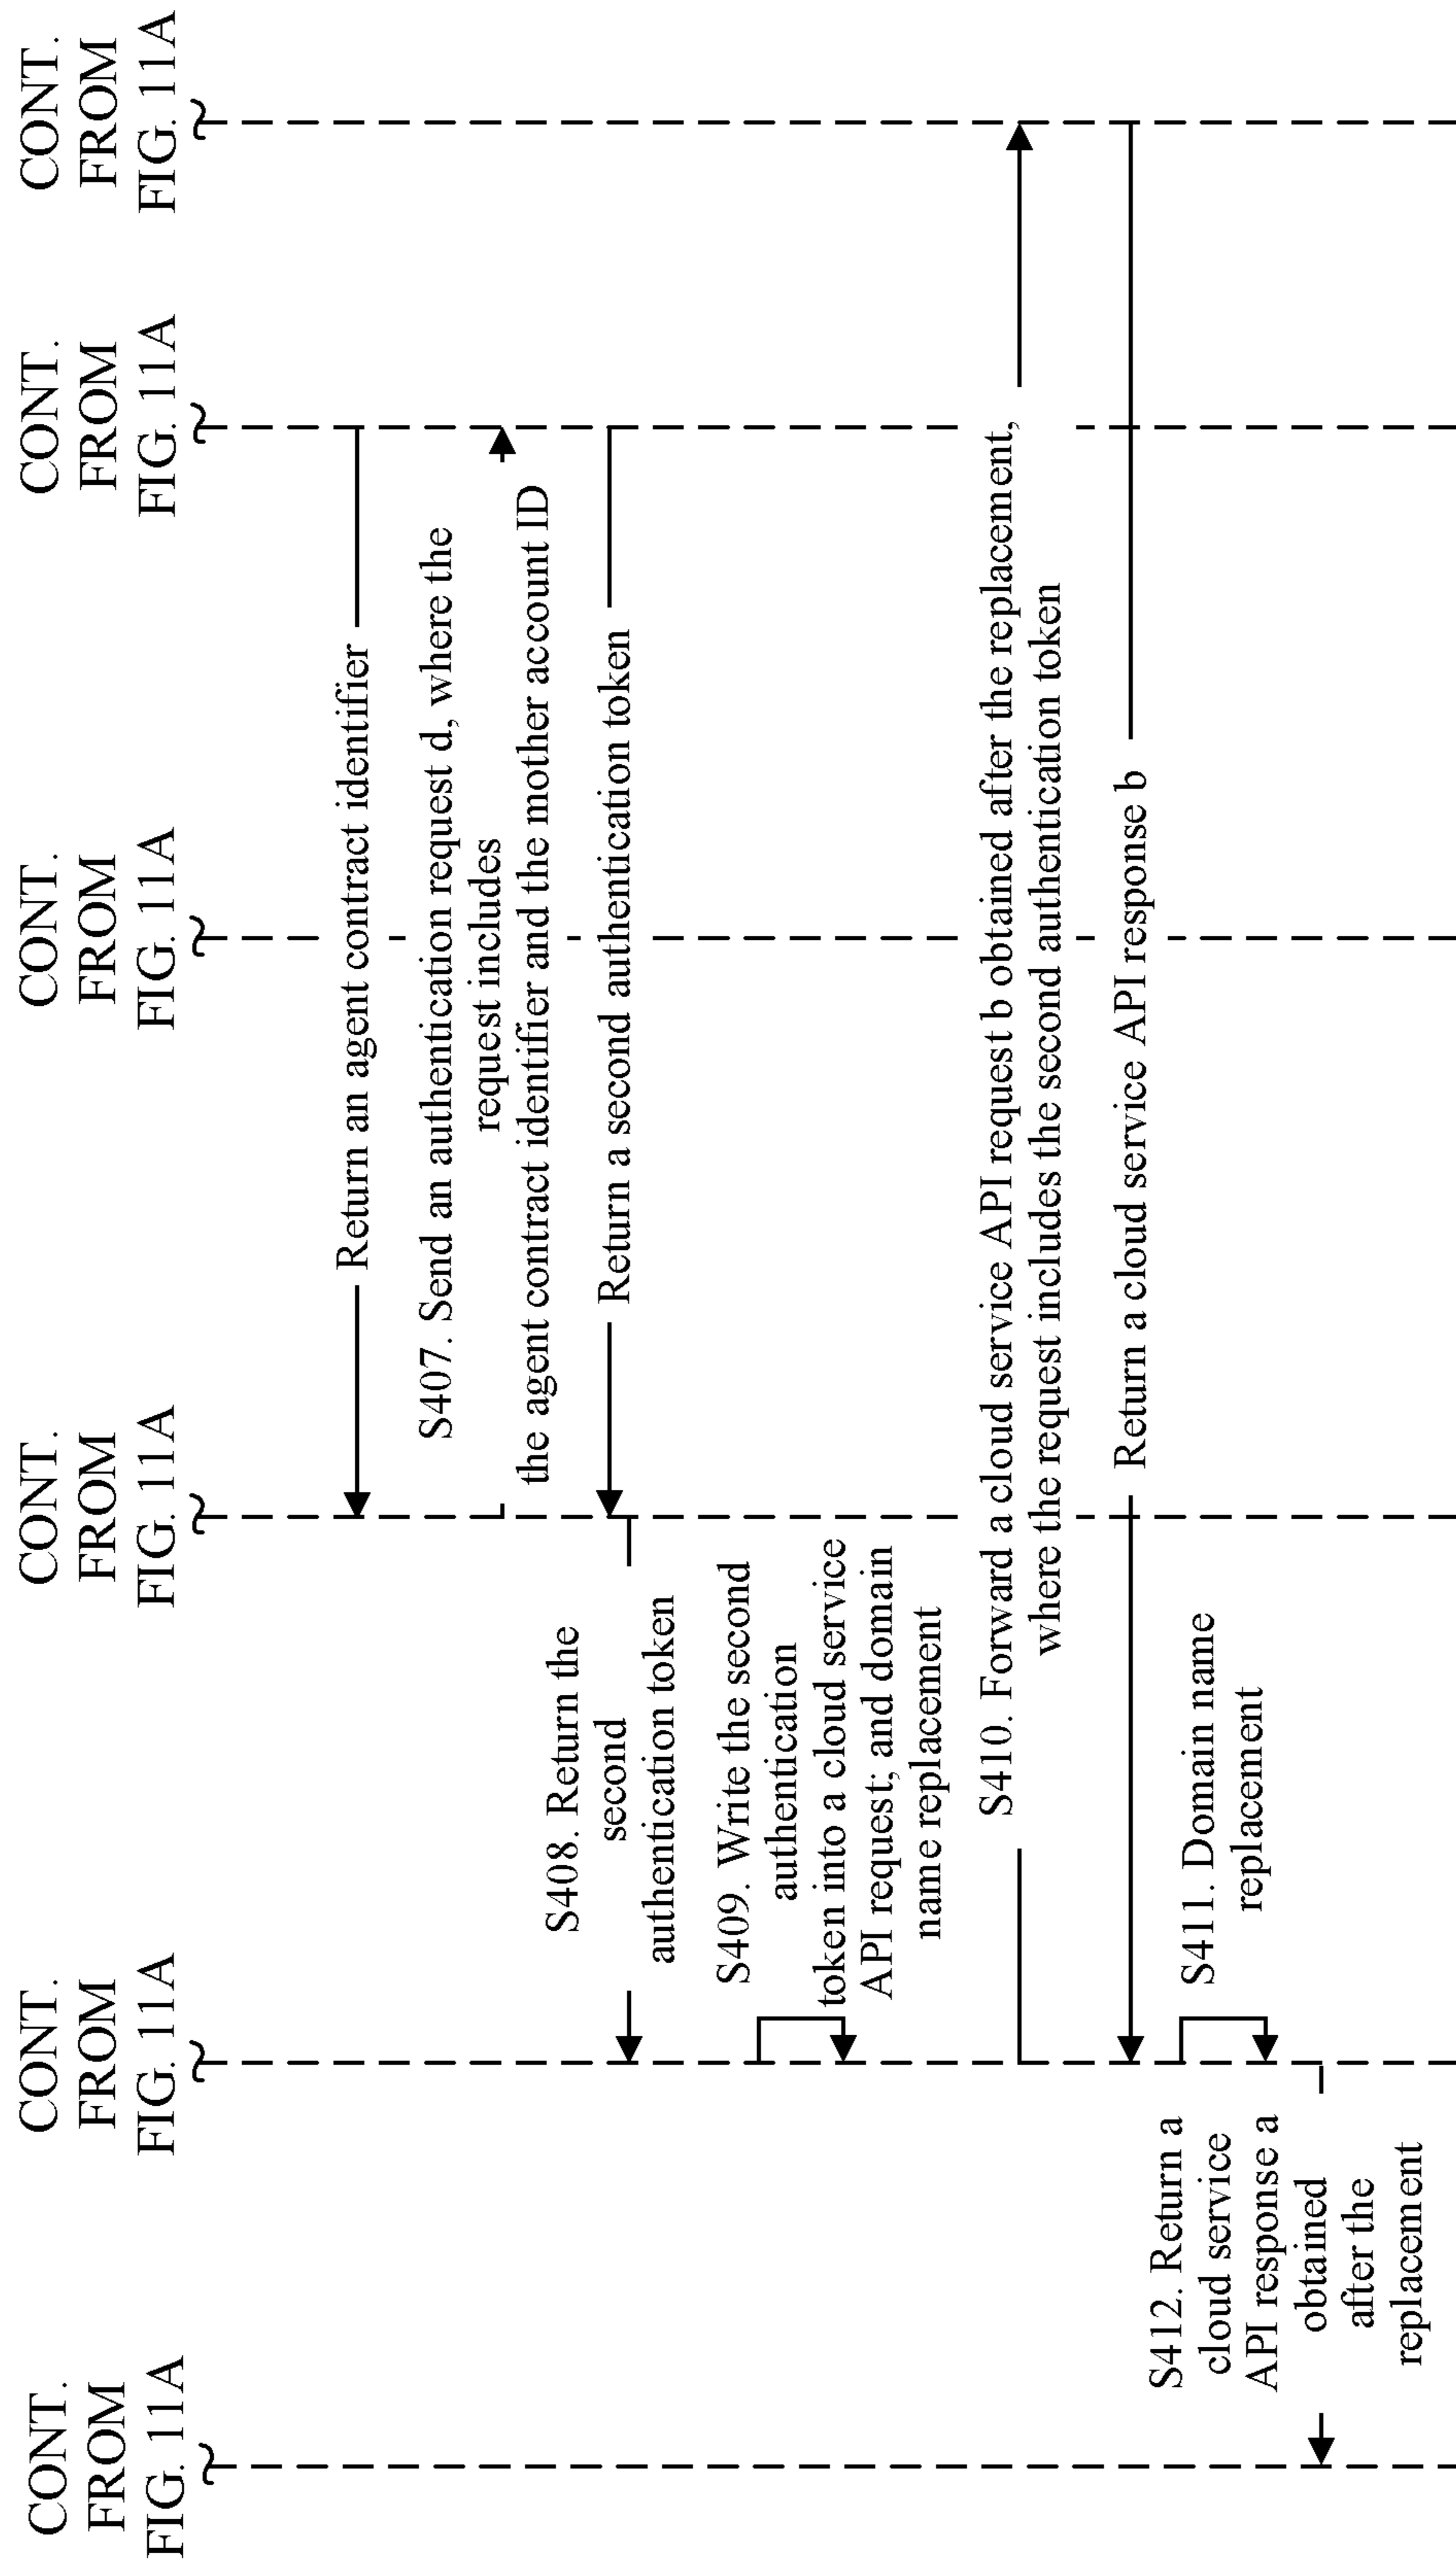 CONT.
FROM
FIG. 11A
CONT.
FROM
FIG. 11A
CONT.
FROM
FIG. 11A
CONT.
FROM
FIG. 11A
CONT.
FROM
FIG. 11A
CONT.
FROM
FIG. 11A
Return an agent contract identifier
S407. Send an authentication request d, where the
request includes
the agent contract identifier and the mother account ID
Return a second authentication token
S408. Return the
second
authentication token
S409. Write the second
authentication
token into a cloud service
API request; and domain
name replacement
S410. Forward a cloud service API request b obtained after the replacement,
where the request includes the second authentication token
Return a cloud service API response b
S411. Domain name
replacement
S412. Return a
cloud service
API response a
obtained
after the
replacement